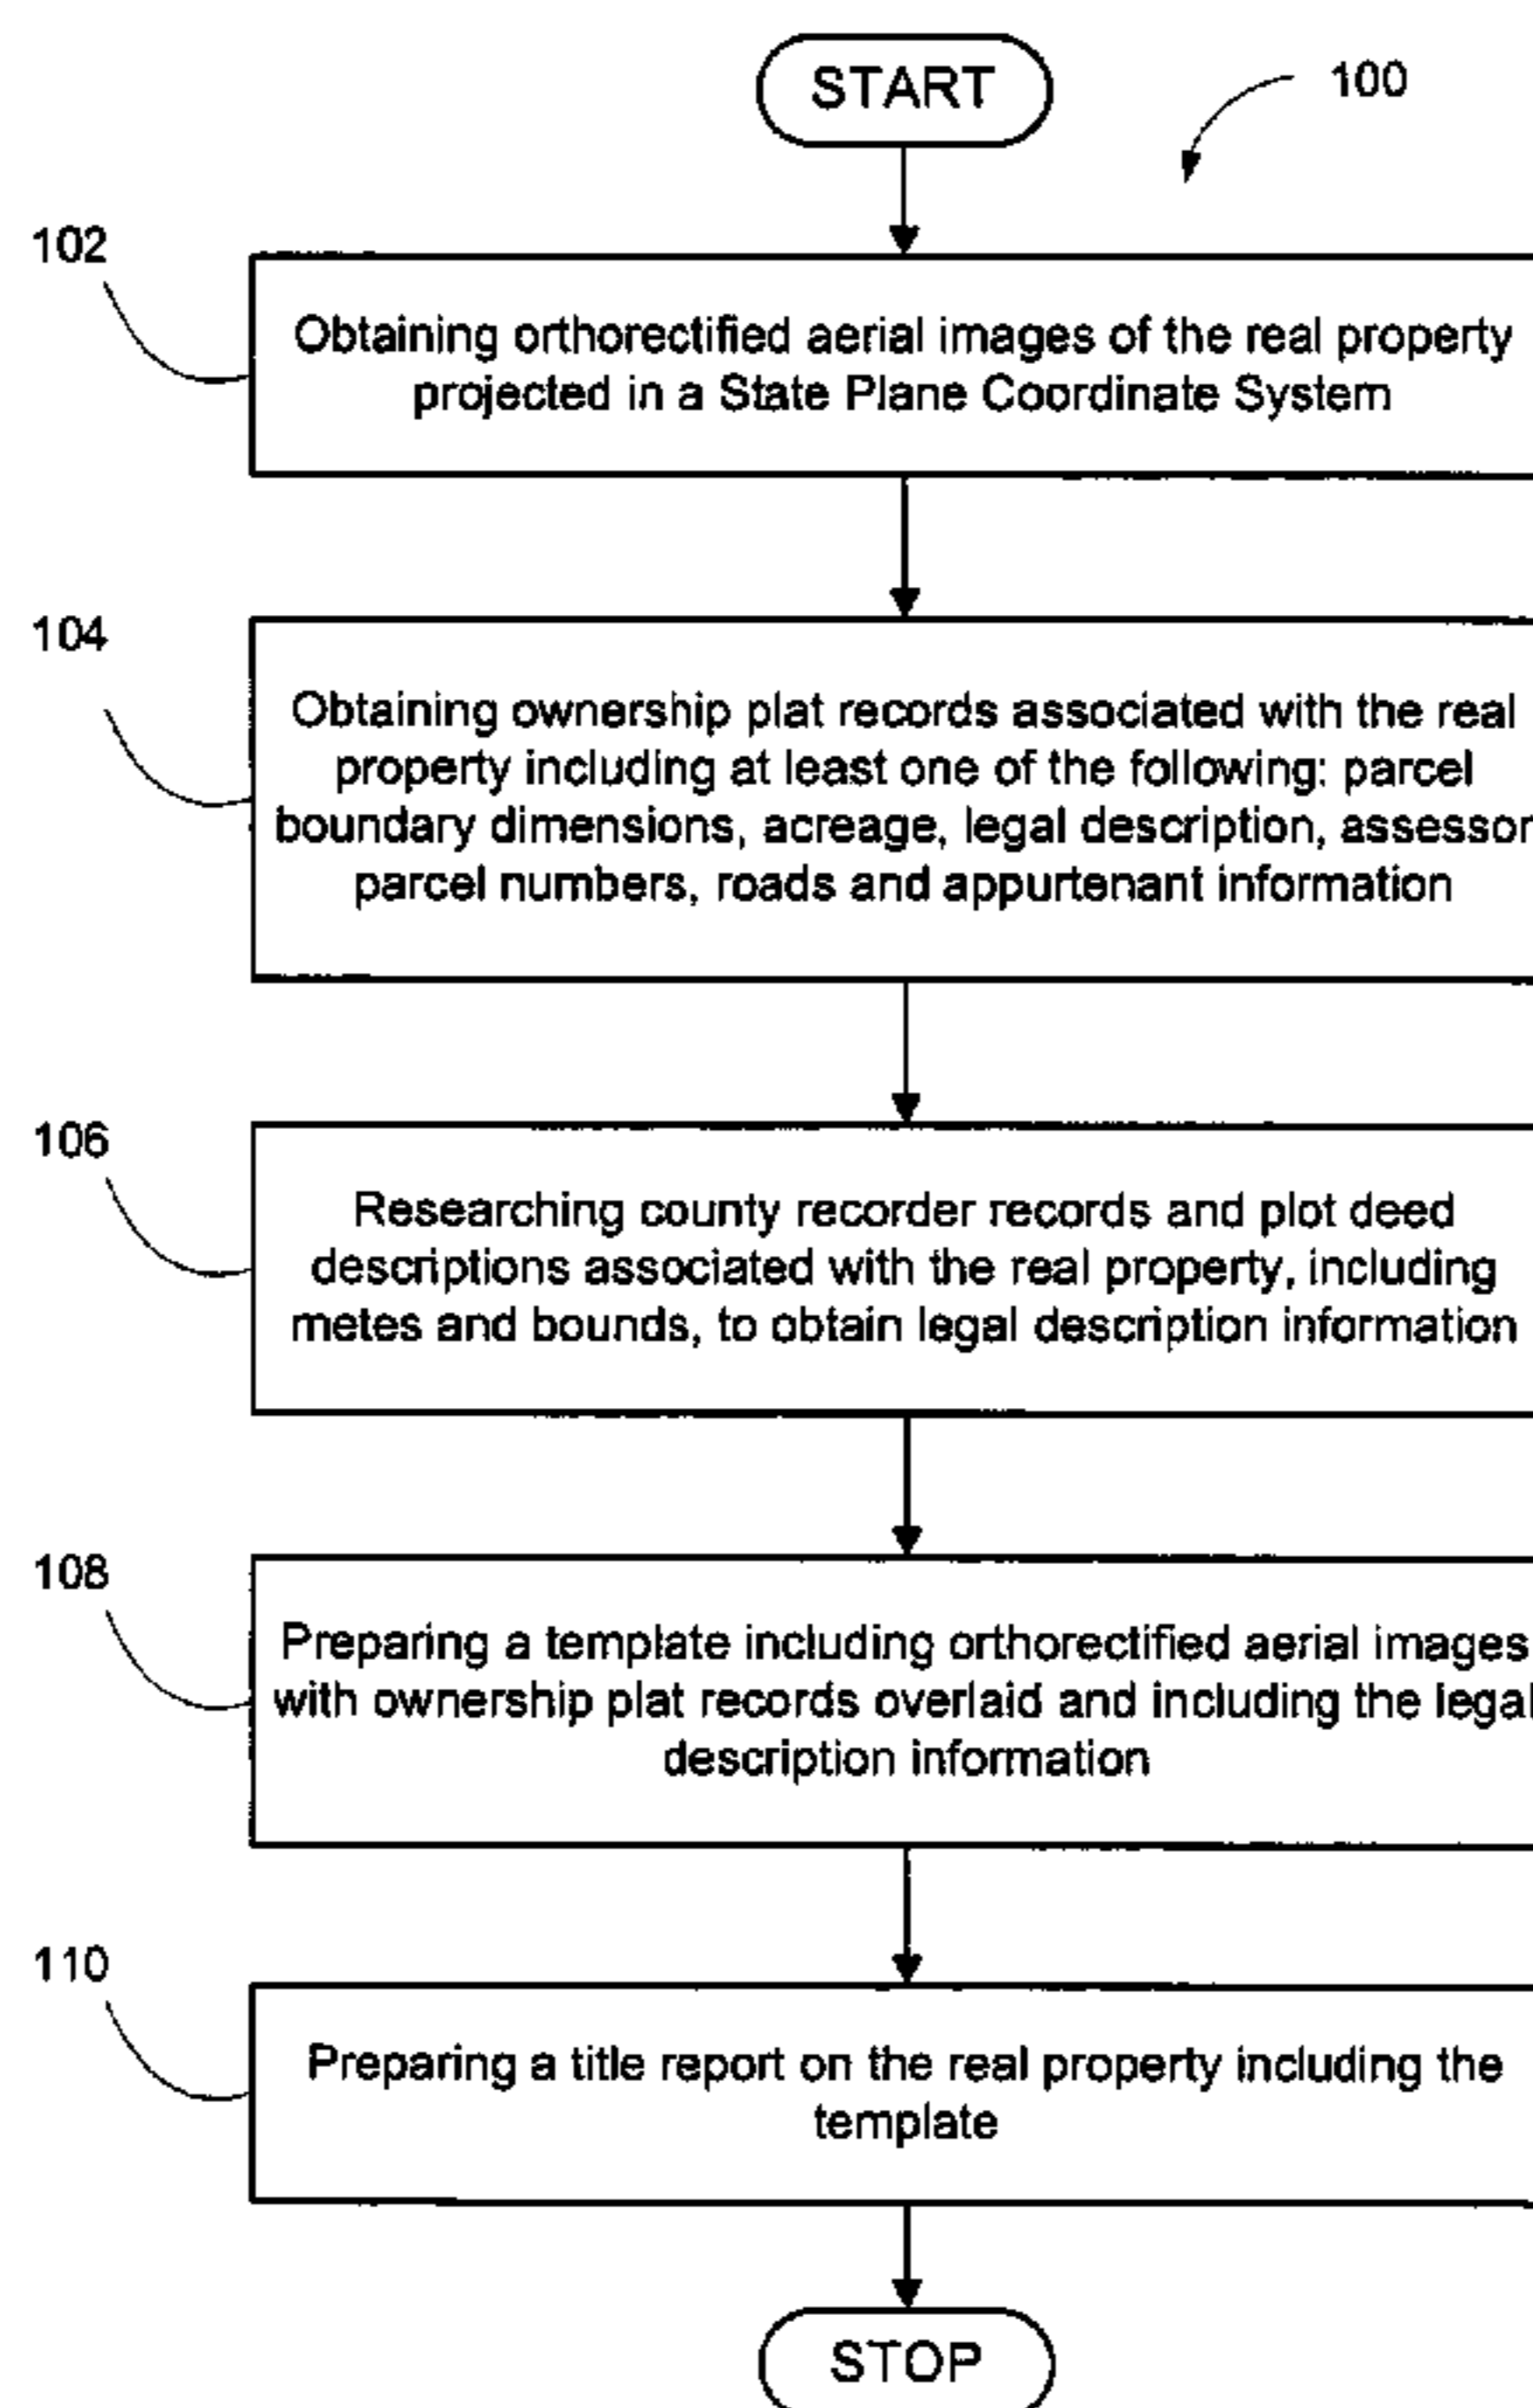 START
100
102
Obtaining orthorectified aerial images of the real property
projected in a State Plane Coordinate System
104
Obtaining ownership plat records associated with the real
property including at least one of the following: parcel
boundary dimensions, acreage, legal description, assessor
parcel numbers, roads and appurtenant information
106
Researching county recorder records and plot deed
descriptions associated with the real property, including
metes and bounds, to obtain legal description information
108
Preparing a template including orthorectified aerial images
with ownership plat records overlaid and including the legal
description information
110
Preparing a title report on the real property including the
template
STOP